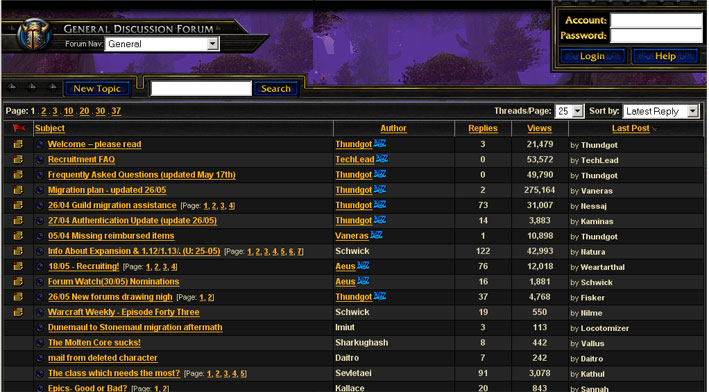 GENERAL DISCUSSION FORUM
Forum Nav: General
Account:
Password:
Login Help
New Topic Search
Page: 1 . 2 . 3 . 10 . 20 . 30 . 37 Threads/Page: 25 Sort by: Latest Reply
Subject Author Replies Views Last Post
Welcome – please read Thundgot 3 21,479 by Thundgot
Recruitment FAQ TechLead 0 53,572 by TechLead
Frequently Asked Questions (updated May 17th) Thundgot 0 49,790 by Thundgot
Migration plan - updated 26/05 Thundgot 2 275,164 by Vaneras
26/04 Guild migration assistance [Page: 1, 2, 3, 4] Thundgot 73 31,007 by Nessaj
27/04 Authentication Update (update 26/05) Thundgot 14 3,883 by Kaminas
05/04 Missing reimbursed items Vaneras 1 10,898 by Thundgot
Info About Expansion & 1.12/1.13/. (U: 25-05) [Page: 1, 2, 3, 4, 5, 6, 7] Schwick 122 42,993 by Natura
18/05 - Recruiting! [Page: 1, 2, 3, 4] Aeus 76 12,018 by Weartarthal
Forum Watch(30/05) Nominations Aeus 16 1,881 by Schwick
26/05 New forums drawing nigh [Page: 1, 2] Thundgot 37 4,768 by Fisker
Warcraft Weekly - Episode Forty Three Schwick 19 550 by Nilme
Dunemaul to Stonemaul migration aftermath Imiut 3 113 by Locotomizer
The Molten Core sucks! Sharkughash 8 442 by Vallus
mail from deleted character Daitro 7 242 by Dathul
The class which needs the most? [Page: 1, 2, 3, 4, 5] Sevletaei 91 3,078 by Kathul
Epics- Good or Bad? [Page: 1, 2] Kallace 20 843 by Sannah